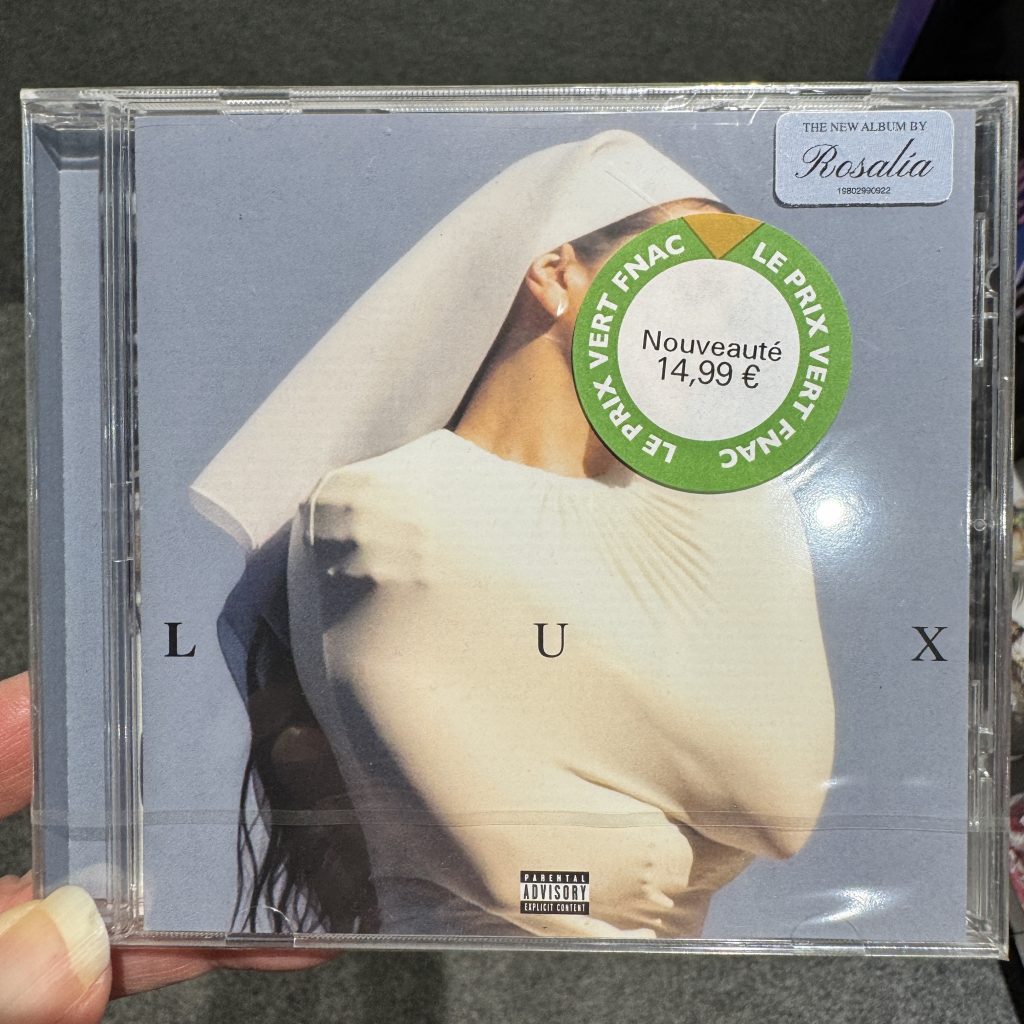 THE NEW ALBUM BY
Rosalía
19802990922
LE PRIX VERT FNAC
LE PRIX VERT FNAC
Nouveauté
14,99 €
L U X
PARENTAL
ADVISORY
EXPLICIT CONTENT